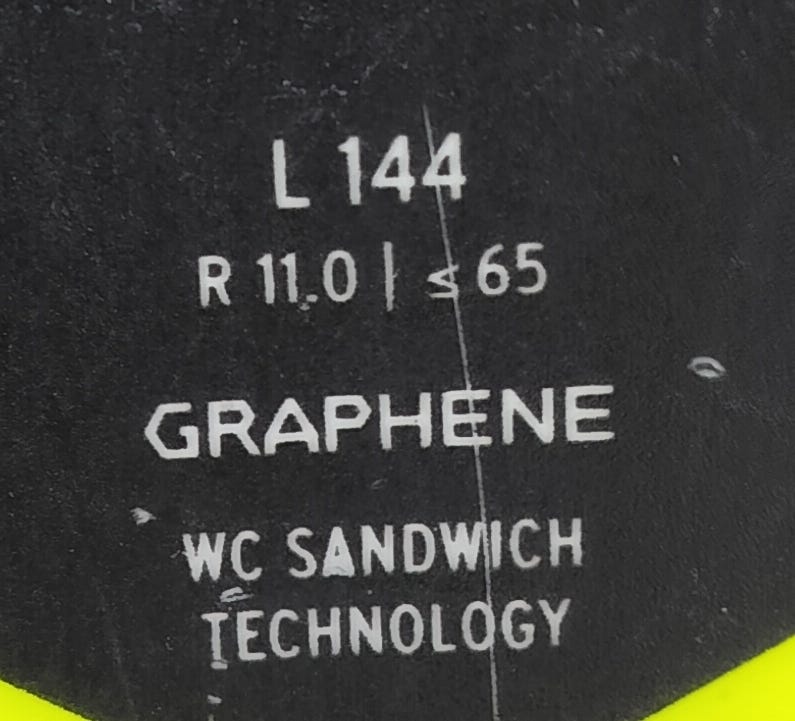 L 144
R 11.0 | ≤ 65
GRAPHENE
WC SANDWICH
TECHNOLOGY